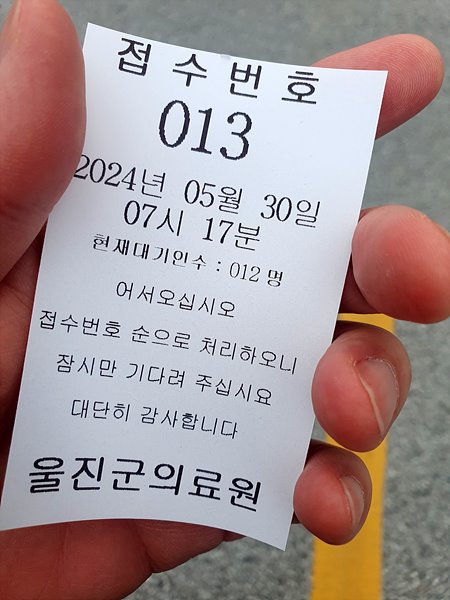 접수번호
013
2024년 05월 30일
07시 17분
현재대기인수 : 012 명
어서오십시오
접수번호 순으로 처리하오니
잠시만 기다려 주십시요
대단히 감사합니다
울진군의료원